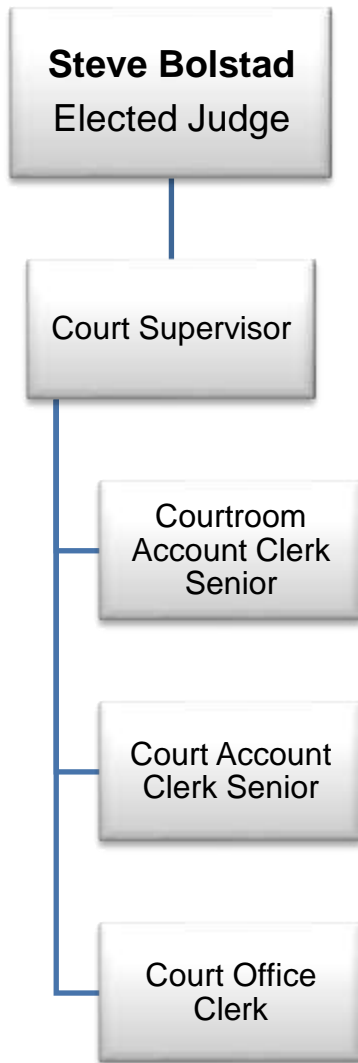 Steve Bolstad
Elected Judge
Court Supervisor
Courtroom
Account Clerk
Senior
Court Account
Clerk Senior
Court Office
Clerk